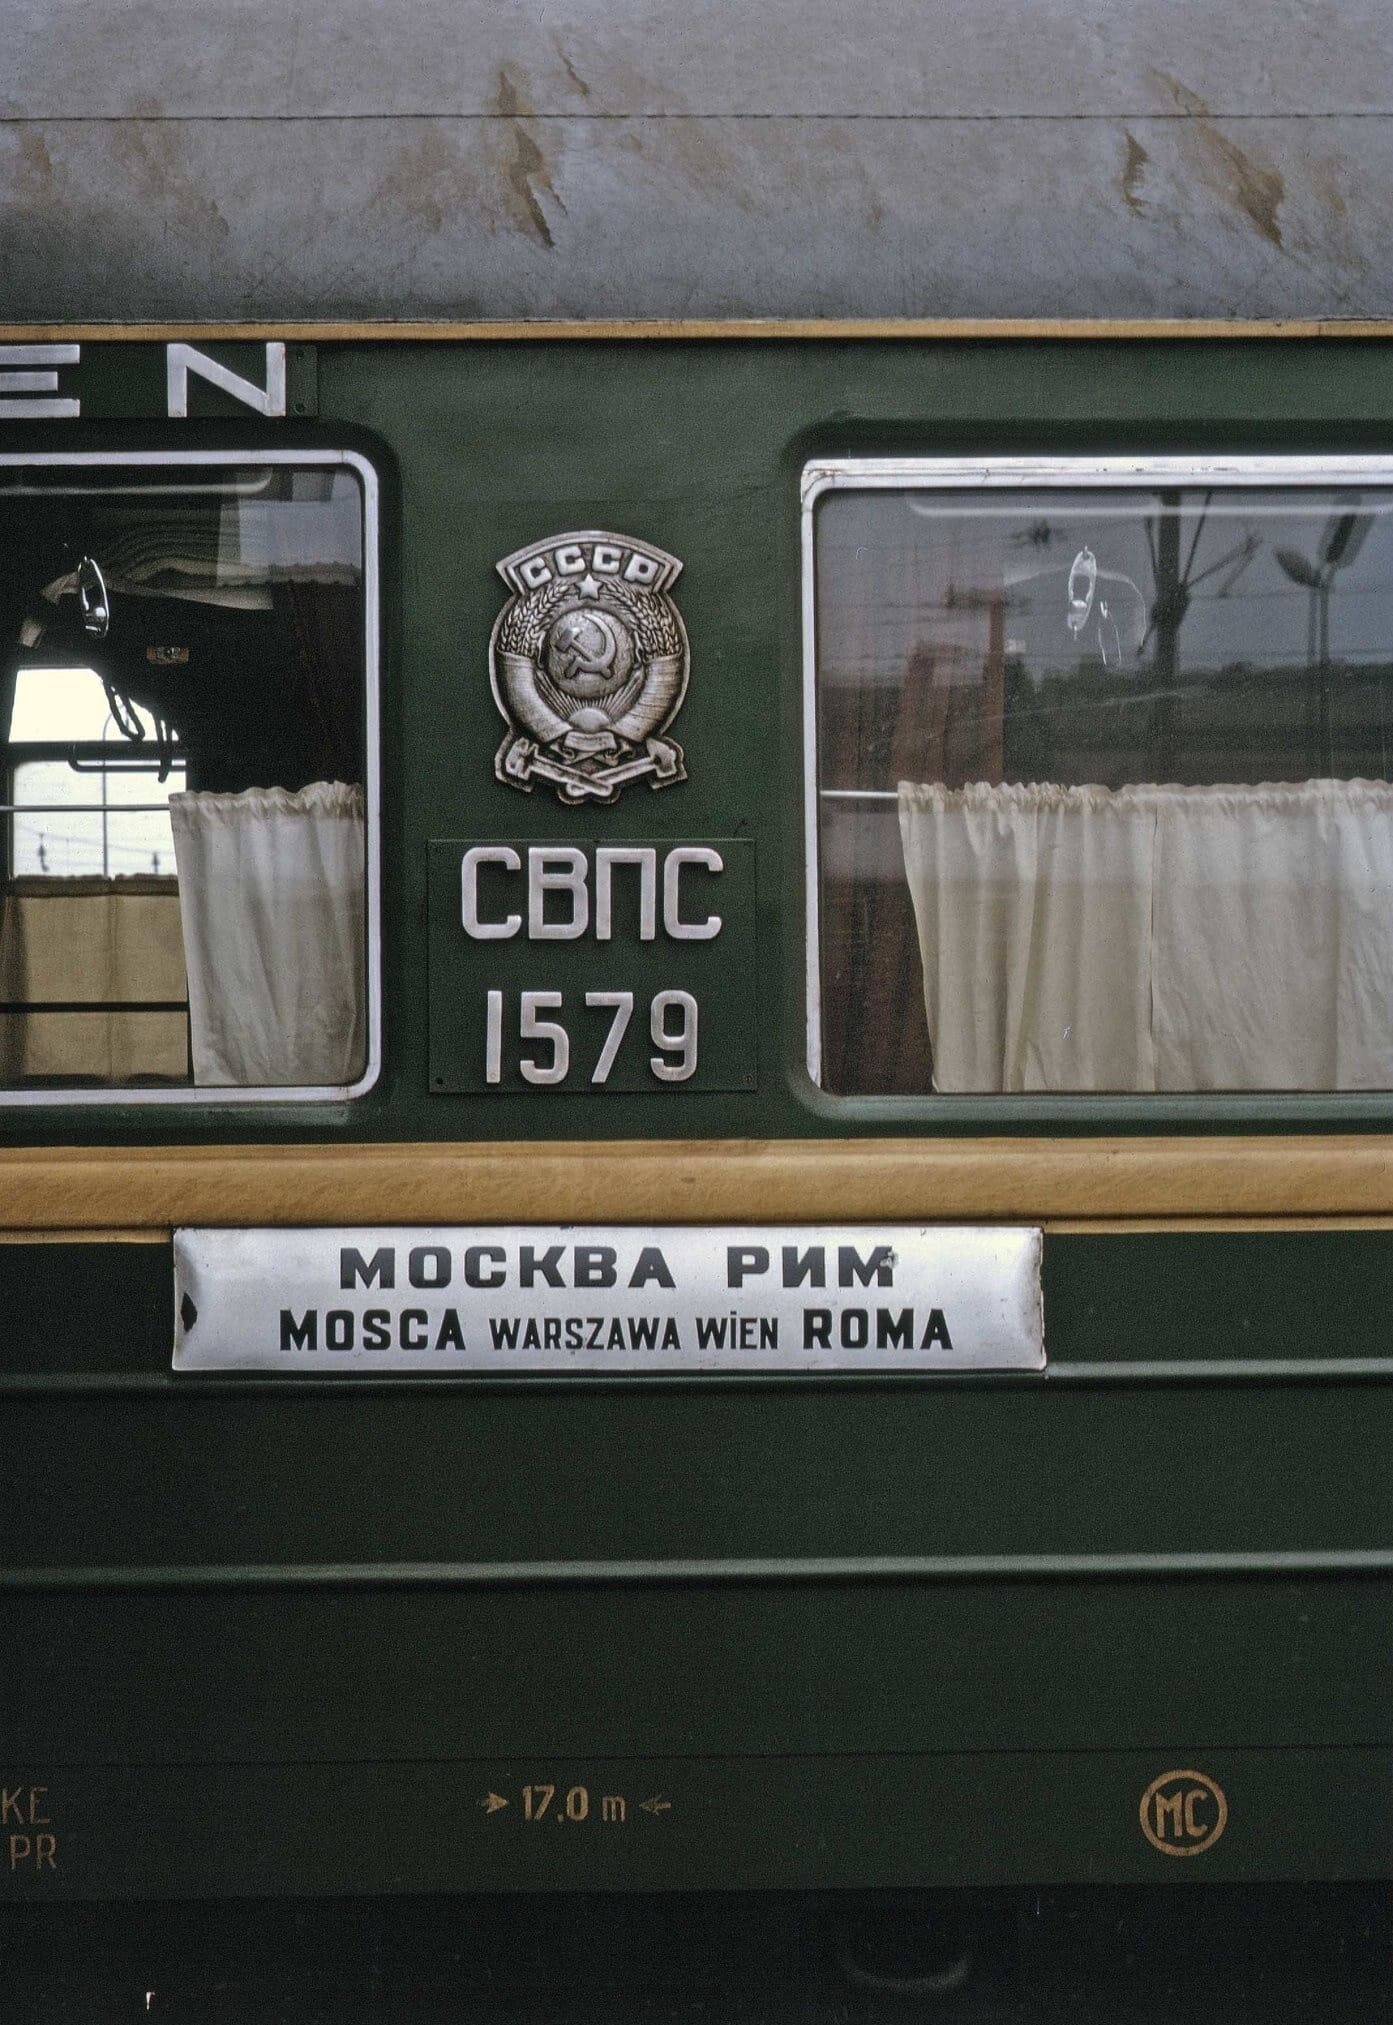 EN
СССР
СВПС
1579
МОСКВА РИМ
MOSCA WARSZAWA WIEN ROMA
KE
PR
17.0 m
MC